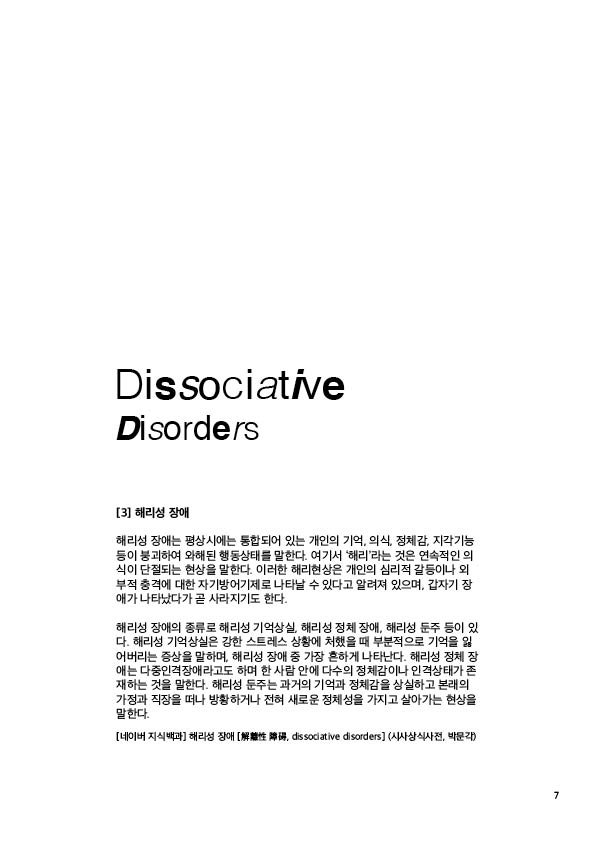 Dissociative
Disorders
[3] 해리성 장애
해리성 장애는 평상시에는 통합되어 있는 개인의 기억, 의식, 정체감, 지각기능
등이 붕괴하여 와해된 행동상태를 말한다. 여기서 ‘해리’라는 것은 연속적인 의
식이 단절되는 현상을 말한다. 이러한 해리현상은 개인의 심리적 갈등이나 외
부적 충격에 대한 자기방어기제로 나타날 수 있다고 알려져 있으며, 갑자기 장
애가 나타났다가 곧 사라지기도 한다.
해리성 장애의 종류로 해리성 기억상실, 해리성 정체 장애, 해리성 둔주 등이 있
다. 해리성 기억상실은 강한 스트레스 상황에 처했을 때 부분적으로 기억을 잃
어버리는 증상을 말하며, 해리성 장애 중 가장 흔하게 나타난다. 해리성 정체 장
애는 다중인격장애라고도 하며 한 사람 안에 다수의 정체감이나 인격상태가 존
재하는 것을 말한다. 해리성 둔주는 과거의 기억과 정체감을 상실하고 본래의
가정과 직장을 떠나 방황하거나 전혀 새로운 정체성을 가지고 살아가는 현상을
말한다.
[네이버 지식백과] 해리성 장애 [解離性 障碍, dissociative disorders] (시사상식사전, 박문각)
7